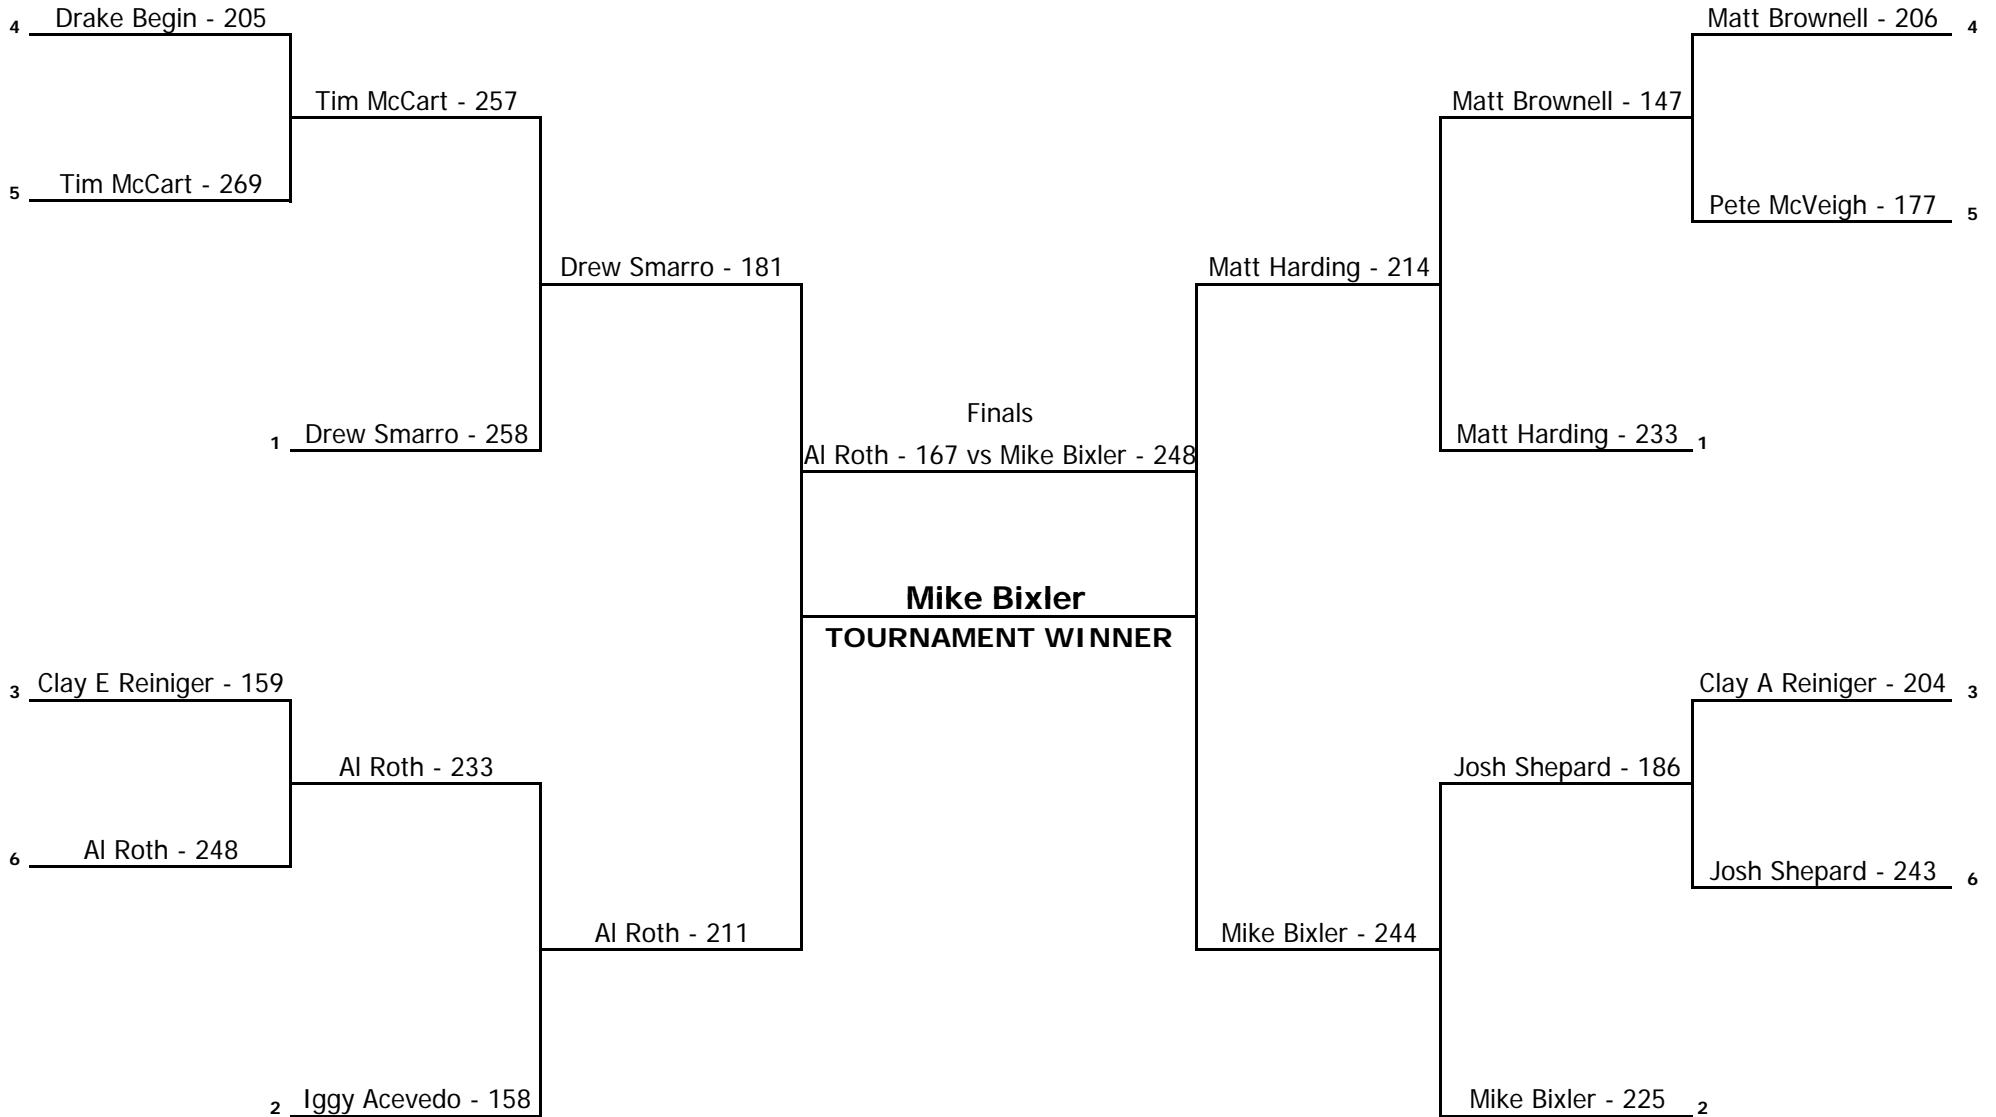 4 Drake Begin - 205
Matt Brownell - 206 4
Tim McCart - 257
Matt Brownell - 147
5 Tim McCart - 269
Pete McVeigh - 177 5
Drew Smarro - 181
Matt Harding - 214
Finals
1 Drew Smarro - 258
Matt Harding - 233 1
Al Roth - 167 vs Mike Bixler - 248
Mike Bixler
TOURNAMENT WINNER
3 Clay E Reiniger - 159
Clay A Reiniger - 204 3
Al Roth - 233
Josh Shepard - 186
6 Al Roth - 248
Josh Shepard - 243 6
Al Roth - 211
Mike Bixler - 244
2 Iggy Acevedo - 158
Mike Bixler - 225 2